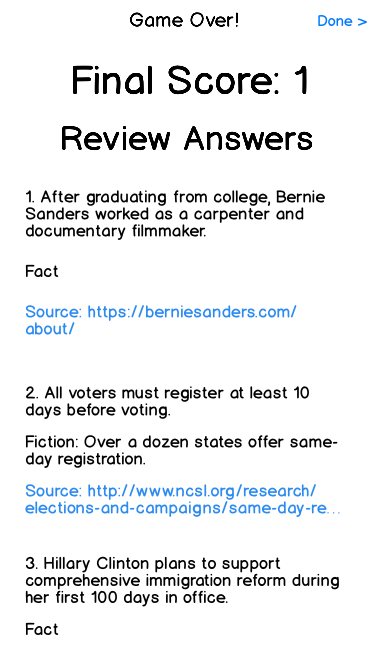 Game Over!
Done >
Final Score: 1
Review Answers
1. After graduating from college, Bernie
Sanders worked as a carpenter and
documentary filmmaker.
Fact
Source: https://berniesanders.com/
about/
2. All voters must register at least 10
days before voting.
Fiction: Over a dozen states offer same-
day registration.
Source: http://www.ncsl.org/research/
elections-and-campaigns/same-day-re...
3. Hillary Clinton plans to support
comprehensive immigration reform during
her first 100 days in office.
Fact